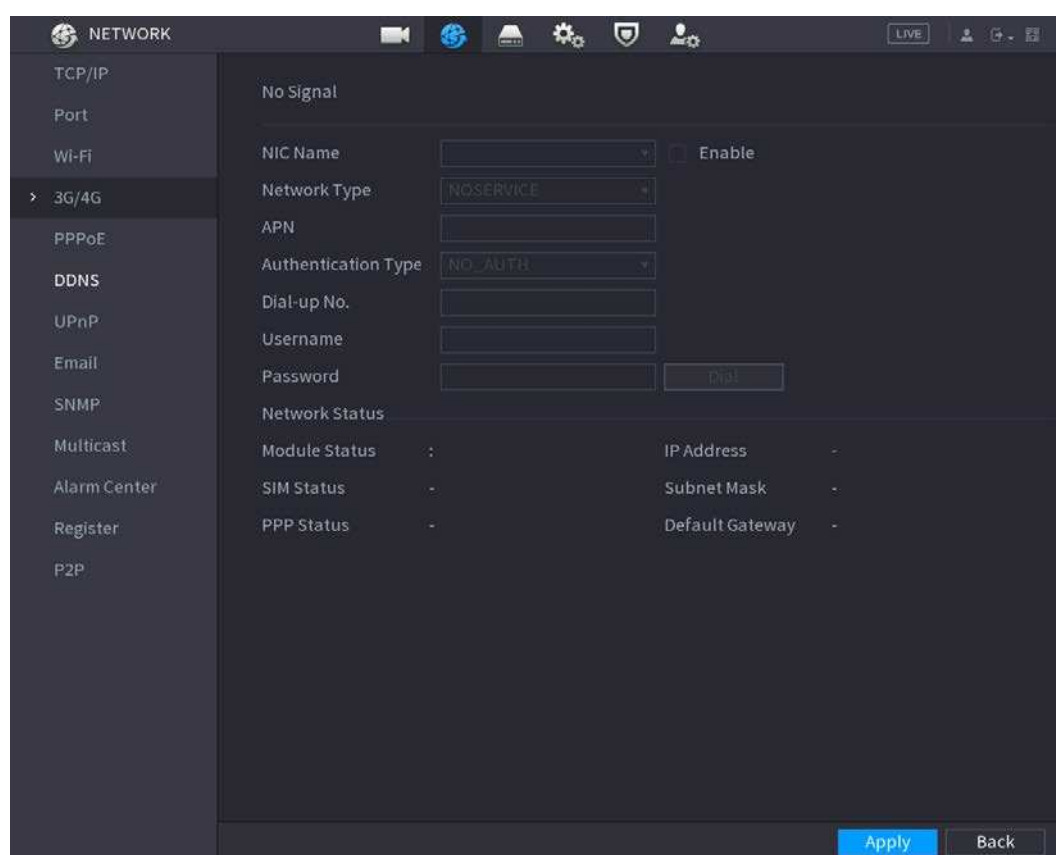 NETWORK
LIVE
TCP/IP
Port
Wi-Fi
3G/4G
PPPoE
DDNS
UPnP
Email
SNMP
Multicast
Alarm Center
Register
P2P
No Signal
NIC Name
Enable
Network Type NOSERVICE
APN
Authentication Type NO_AUTH
Dial-up No.
Username
Password Dial
Network Status
Module Status : IP Address -
SIM Status - Subnet Mask -
PPP Status - Default Gateway -
Apply Back